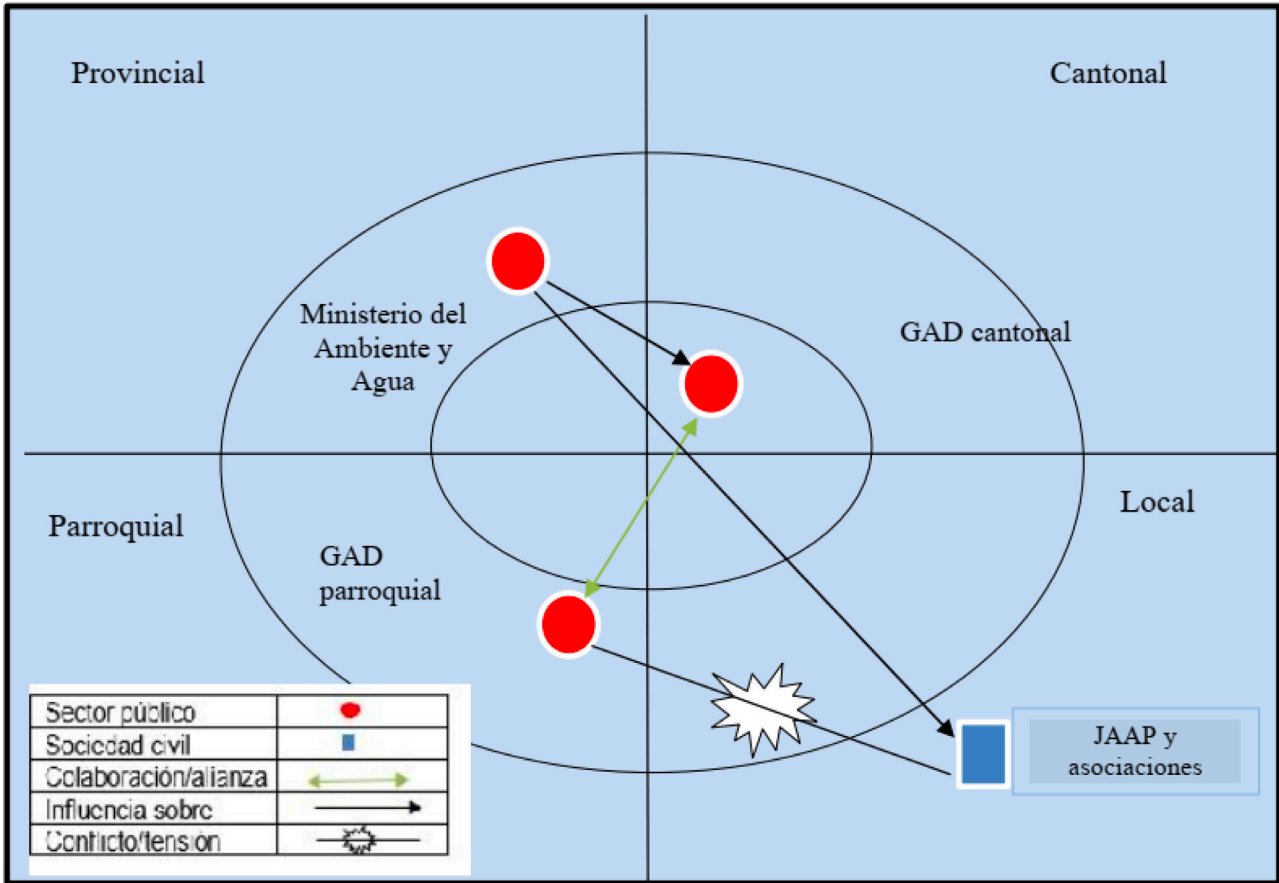 Provincial
Cantonal
Ministerio del
Ambiente y
Agua
GAD cantonal
Parroquial
Local
GAD
parroquial
JAAP y
asociaciones
Sector público
Sociedad civil
Colaboración/alianza
Influencia sobre
Conflicto/tensión